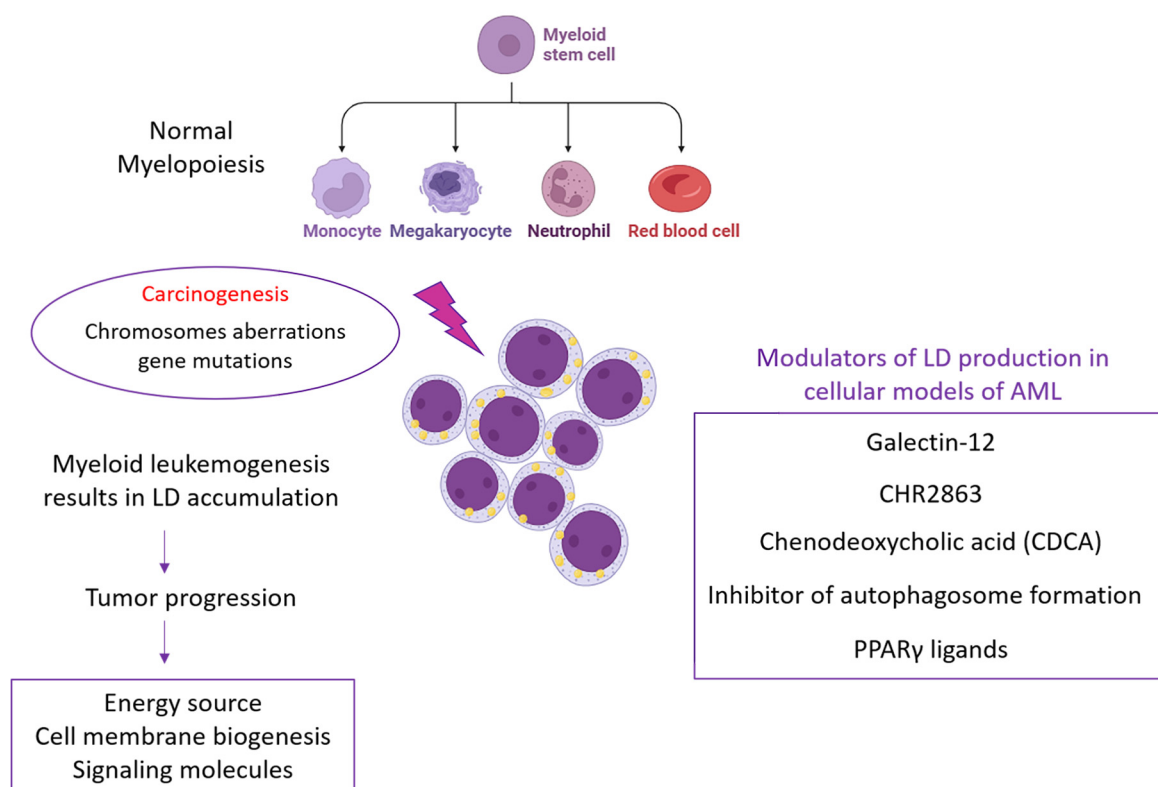 Myeloid
stem cell
Normal
Myelopoiesis
Monocyte
Megakaryocyte
Neutrophil
Red blood cell
Carcinogenesis
Chromosomes aberrations
gene mutations
Myeloid leukemogenesis
results in LD accumulation
Tumor progression
Energy source
Cell membrane biogenesis
Signaling molecules
Modulators of LD production in
cellular models of AML
Galectin-12
CHR2863
Chenodeoxycholic acid (CDCA)
Inhibitor of autophagosome formation
PPARγ ligands